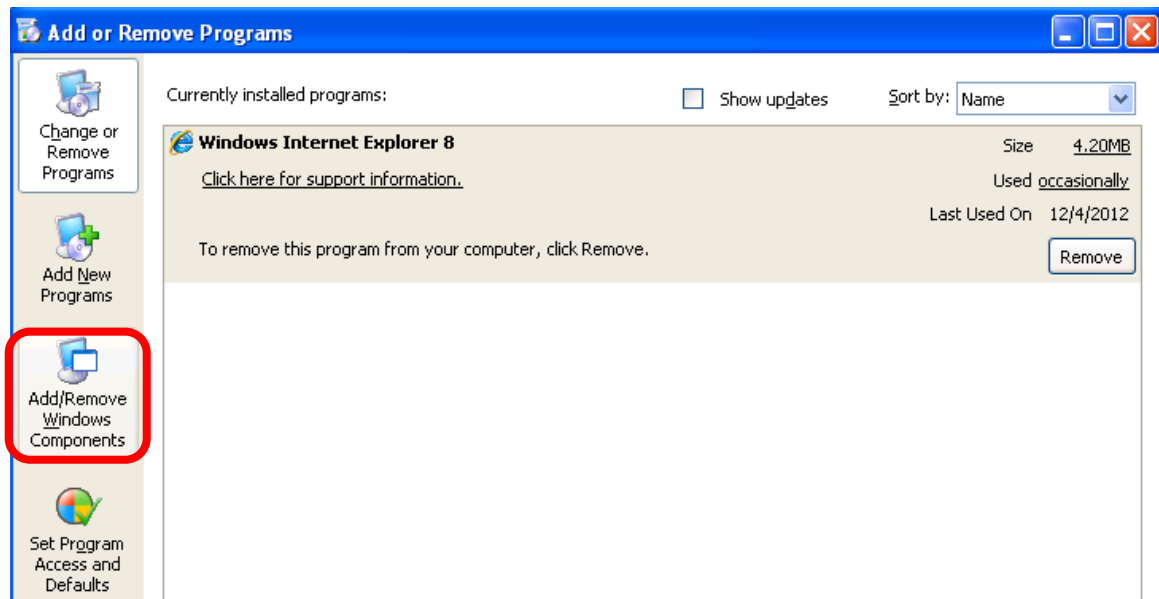 Add or Remove Programs
Change or
Remove
Programs
Add New
Programs
Add/Remove
Windows
Components
Set Program
Access and
Defaults
Currently installed programs:
Show updates
Sort by: Name
Windows Internet Explorer 8
Size 4.20MB
Click here for support information.
Used occasionally
Last Used On 12/4/2012
To remove this program from your computer, click Remove.
Remove